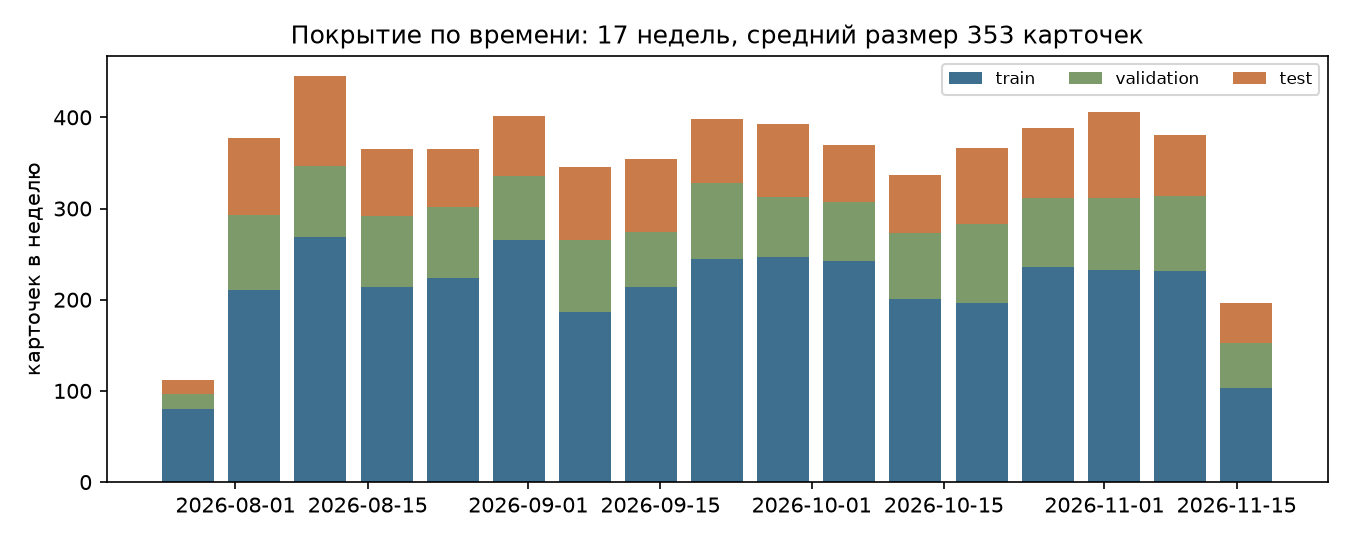 Покрытие по времени: 17 недель, средний размер 353 карточек
train validation test
карточек в неделю
400
300
200
100
0
2026-08-01 2026-08-15 2026-09-01 2026-09-15 2026-10-01 2026-10-15 2026-11-01 2026-11-15